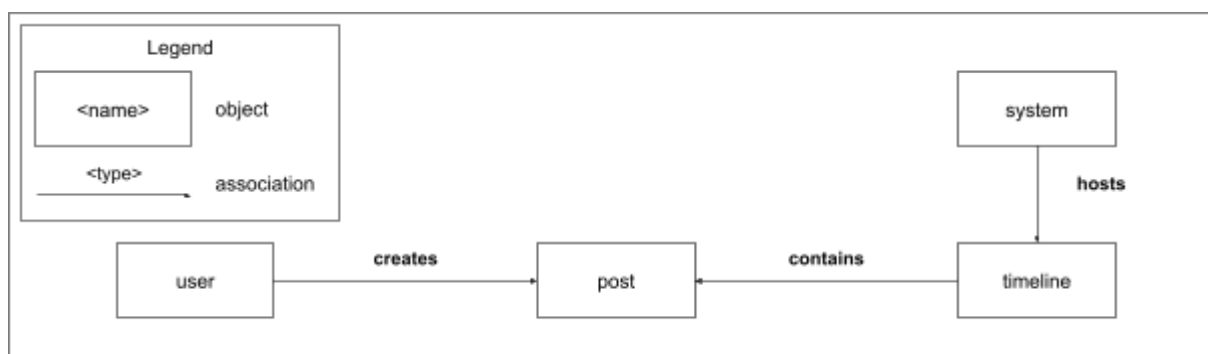 Legend
<name>
object
<type>
association
system
hosts
user
creates
post
contains
timeline